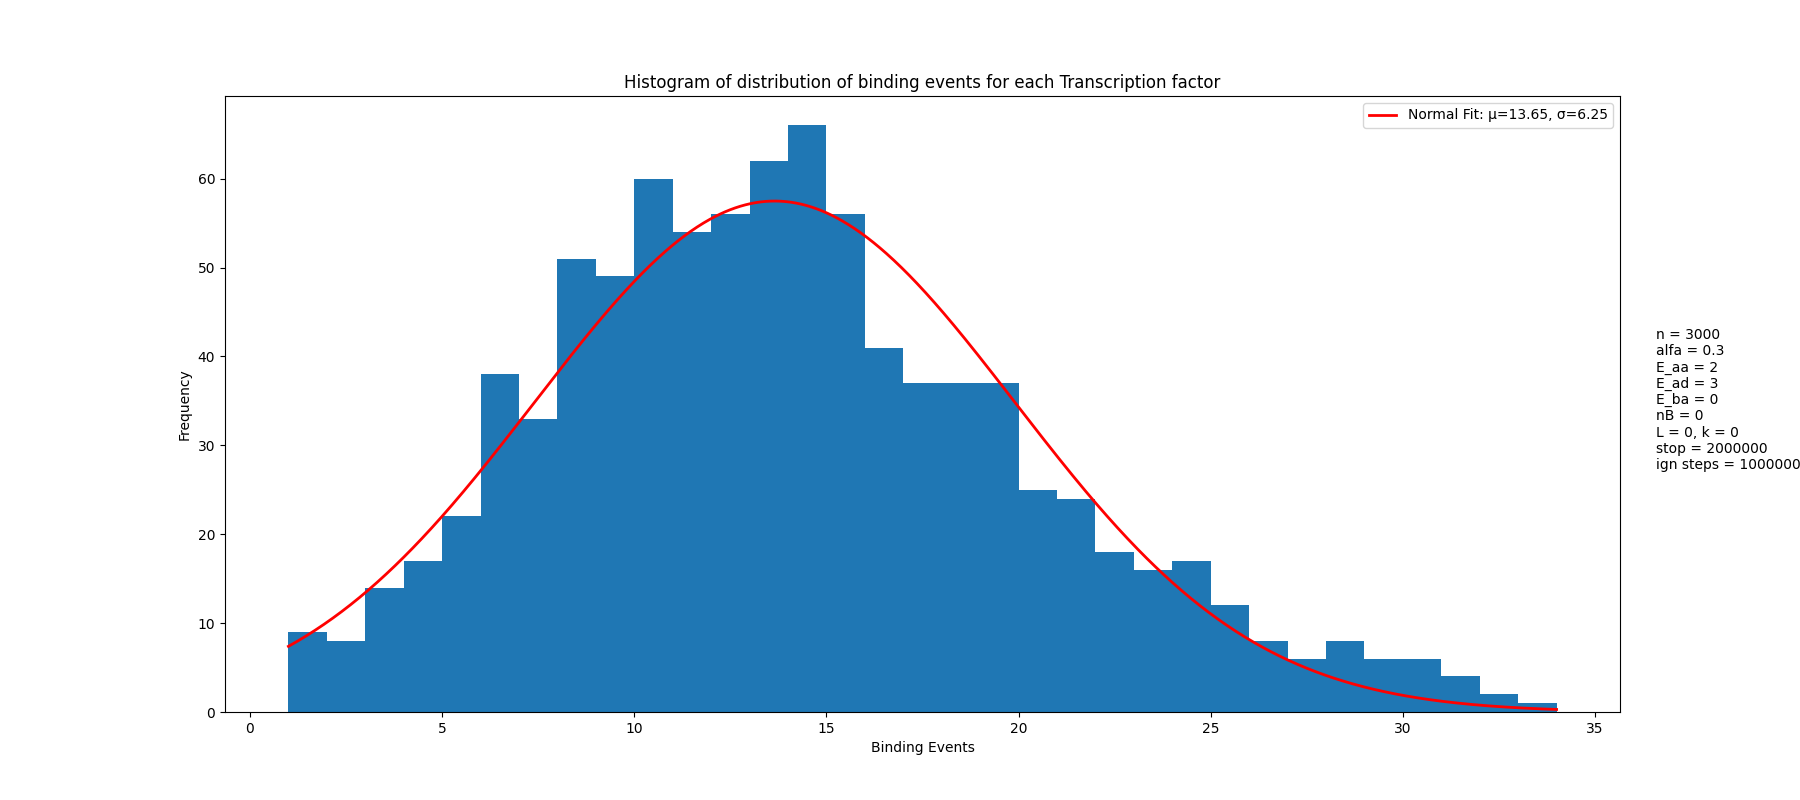 Histogram of distribution of binding events for each Transcription factor
Normal Fit: μ=13.65, σ=6.25
Frequency
60
50
40
30
20
10
0
0 5 10 15 20 25 30 35
Binding Events
n = 3000
alfa = 0.3
E_aa = 2
E_ad = 3
E_ba = 0
nB = 0
L = 0, k = 0
stop = 2000000
ign steps = 1000000